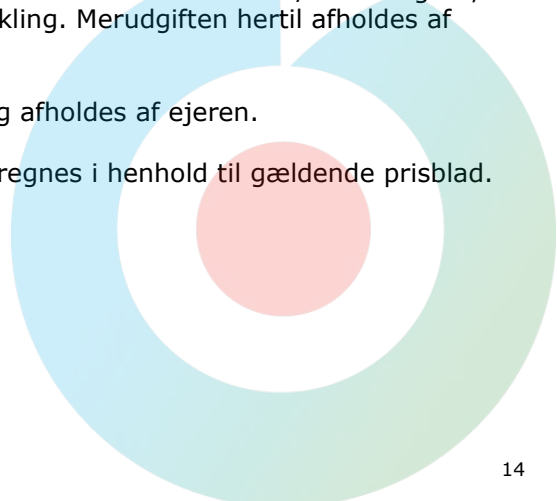 kling. Merudgiften hertil afholdes af
g afholdes af ejeren.
regnes i henhold til gældende prisblad.
14